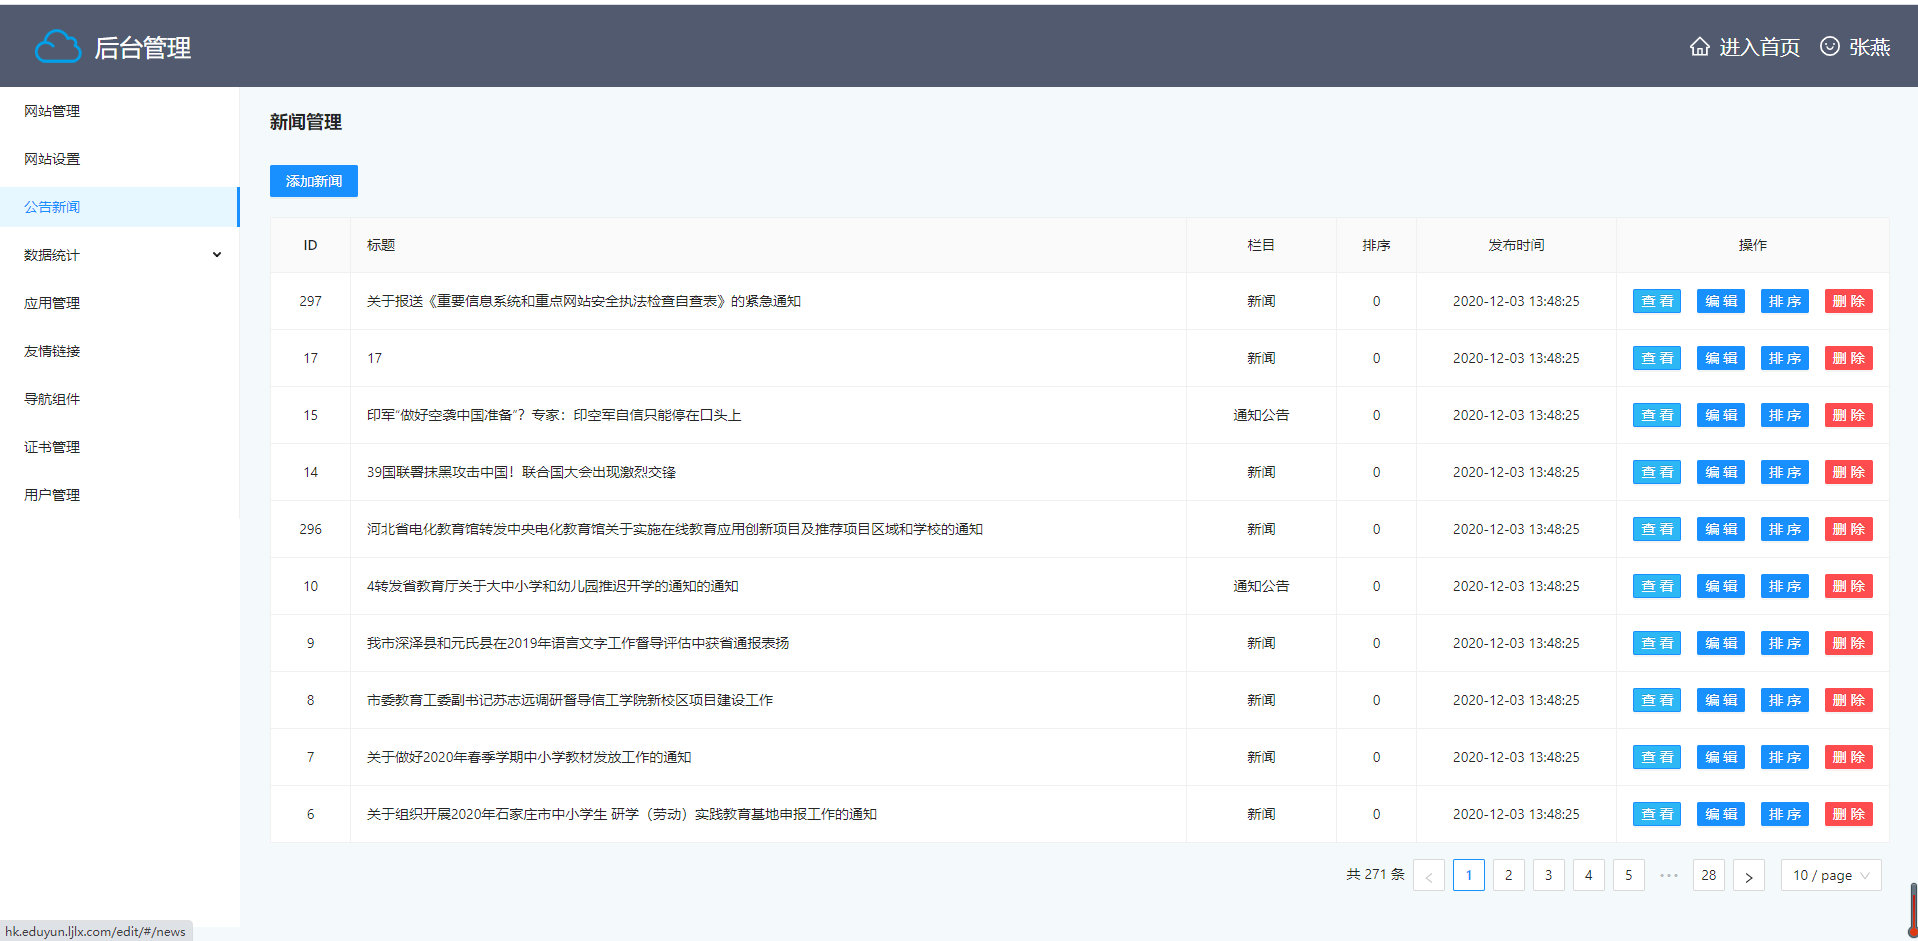 后台管理
进入首页 张燕
网站管理
网站设置
公告新闻
数据统计
应用管理
友情链接
导航组件
证书管理
用户管理
新闻管理
添加新闻
ID 标题 栏目 排序 发布时间 操作
297 关于报送《重要信息系统和重点网站安全执法检查自查表》的紧急通知 新闻 0 2020-12-03 13:48:25 查看 编辑 排序 删除
17 17 新闻 0 2020-12-03 13:48:25 查看 编辑 排序 删除
15 印军“做好空袭中国准备”？专家：印空军自信只能停在口头上 通知公告 0 2020-12-03 13:48:25 查看 编辑 排序 删除
14 39国联署抹黑攻击中国！联合国大会出现激烈交锋 新闻 0 2020-12-03 13:48:25 查看 编辑 排序 删除
296 河北省电化教育馆转发中央电化教育馆关于实施在线教育应用创新项目及推荐项目区域和学校的通知 新闻 0 2020-12-03 13:48:25 查看 编辑 排序 删除
10 4转发省教育厅关于大中小学和幼儿园推迟开学的通知的通知 通知公告 0 2020-12-03 13:48:25 查看 编辑 排序 删除
9 我市深泽县和元氏县在2019年语言文字工作督导评估中获省通报表扬 新闻 0 2020-12-03 13:48:25 查看 编辑 排序 删除
8 市委教育工委副书记苏志远调研督导信工学院新校区项目建设工作 新闻 0 2020-12-03 13:48:25 查看 编辑 排序 删除
7 关于做好2020年春季学期中小学教材发放工作的通知 新闻 0 2020-12-03 13:48:25 查看 编辑 排序 删除
6 关于组织开展2020年石家庄市中小学生 研学（劳动）实践教育基地申报工作的通知 新闻 0 2020-12-03 13:48:25 查看 编辑 排序 删除
共 271 条 < 1 2 3 4 5 ••• 28 > 10 / page
hk.eduyun.ljlx.com/edit/#/news